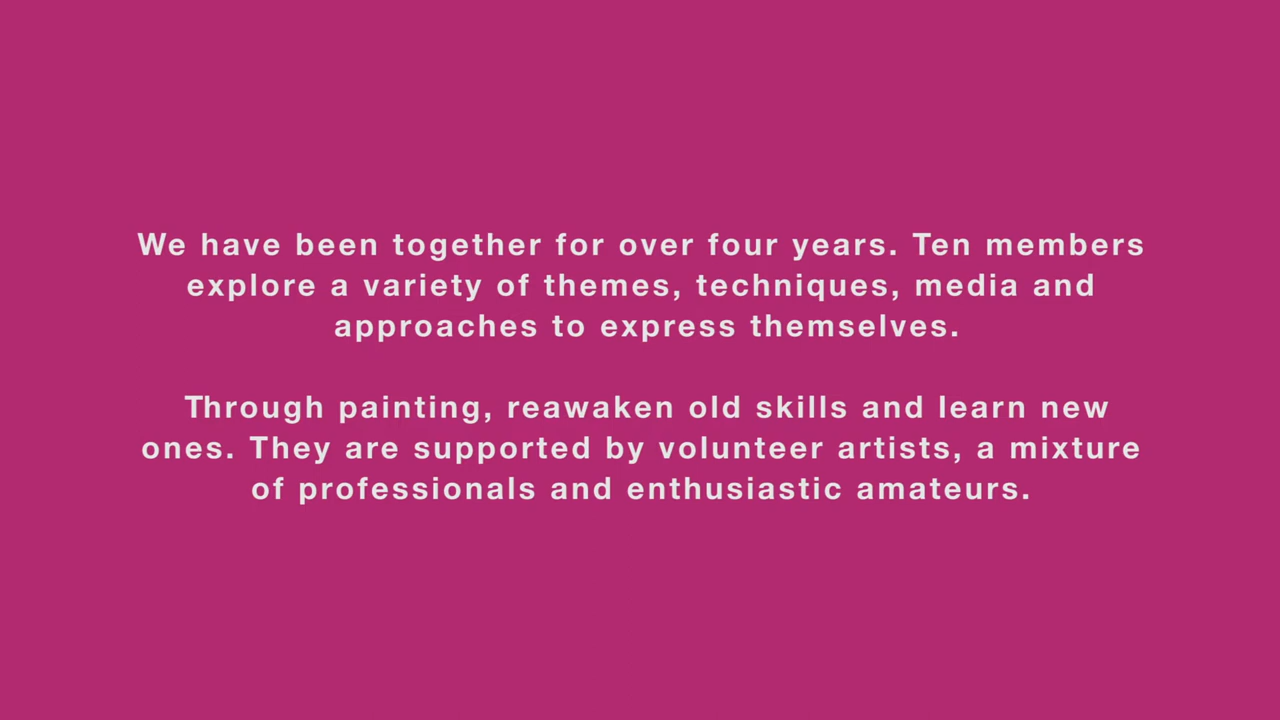 We have been together for over four years. Ten members
explore a variety of themes, techniques, media and
approaches to express themselves.
Through painting, reawaken old skills and learn new
ones. They are supported by volunteer artists, a mixture
of professionals and enthusiastic amateurs.